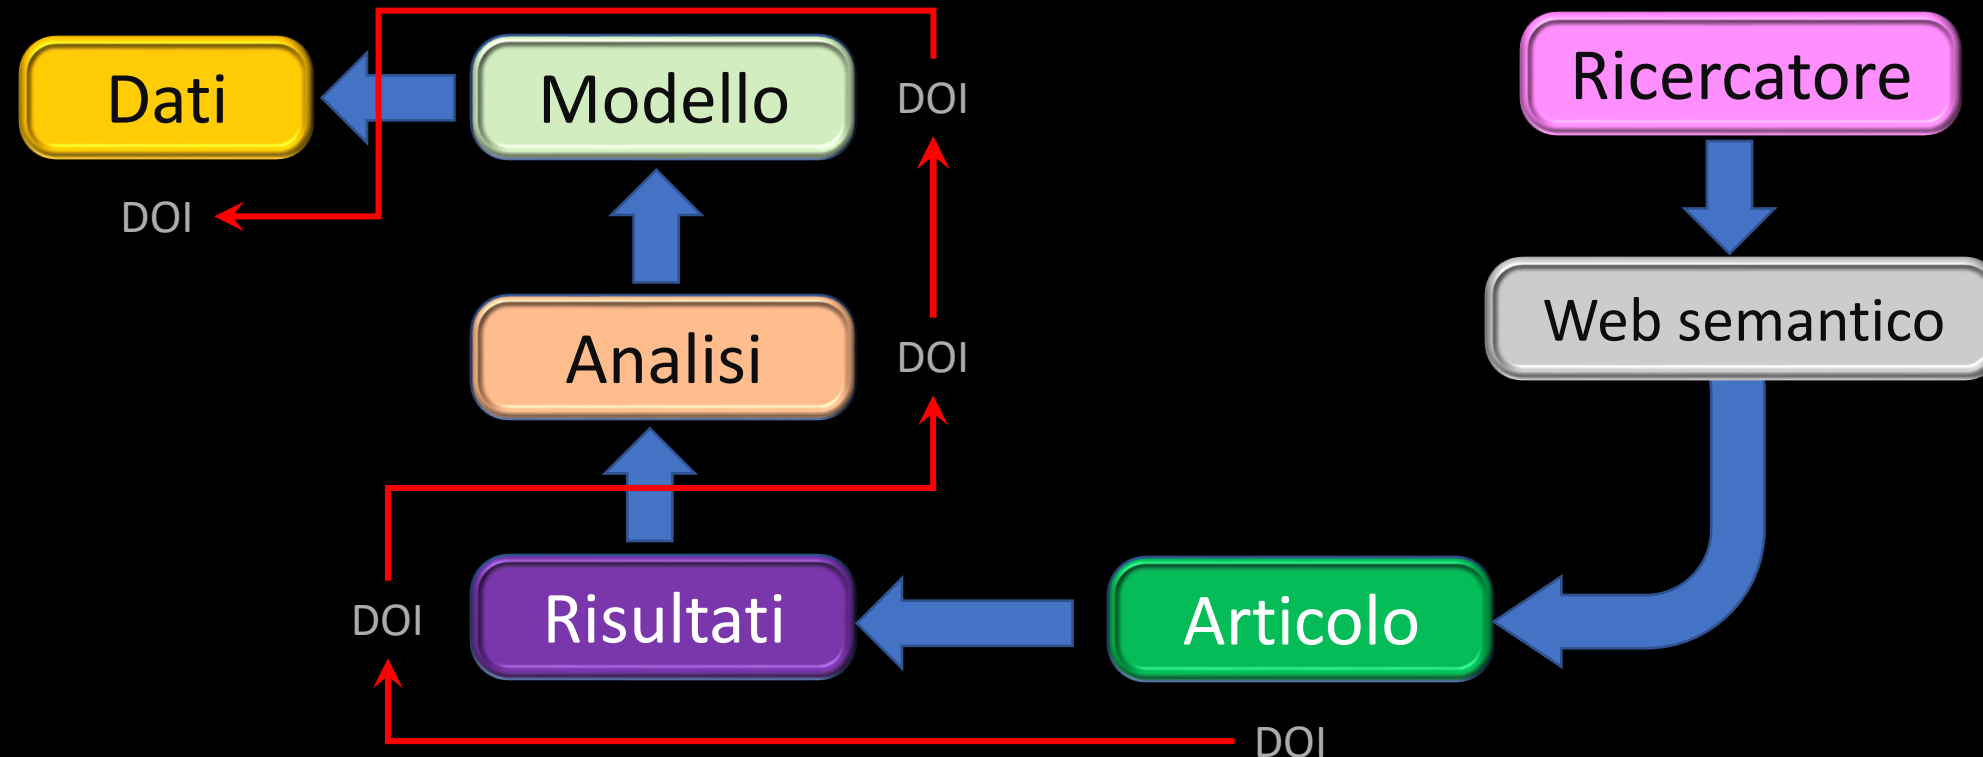 Ricercatore
Dati
Modello
DOI
DOI
Web semantico
Analisi
DOI
DOI
Risultati
Articolo
DOI